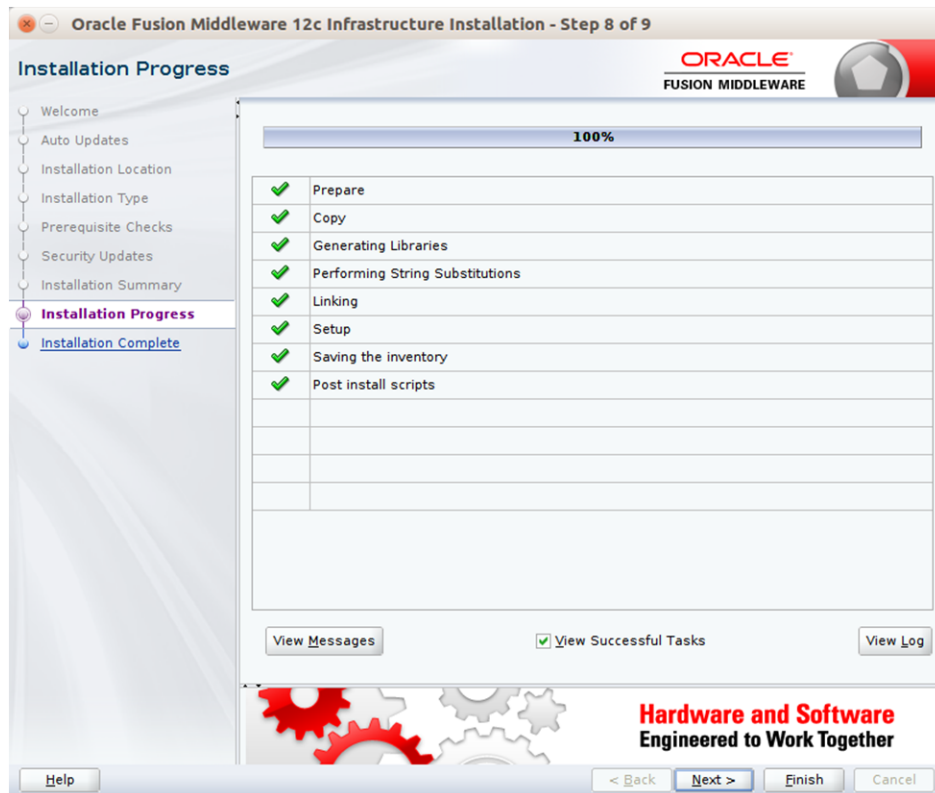 Oracle Fusion Middleware 12c Infrastructure Installation - Step 8 of 9
Installation Progress
ORACLE
FUSION MIDDLEWARE
Welcome
Auto Updates
Installation Location
Installation Type
Prerequisite Checks
Security Updates
Installation Summary
Installation Progress
Installation Complete
100%
Prepare
Copy
Generating Libraries
Performing String Substitutions
Linking
Setup
Saving the inventory
Post install scripts
View Messages
View Successful Tasks
View Log
Hardware and Software
Engineered to Work Together
Help
< Back
Next >
Finish
Cancel